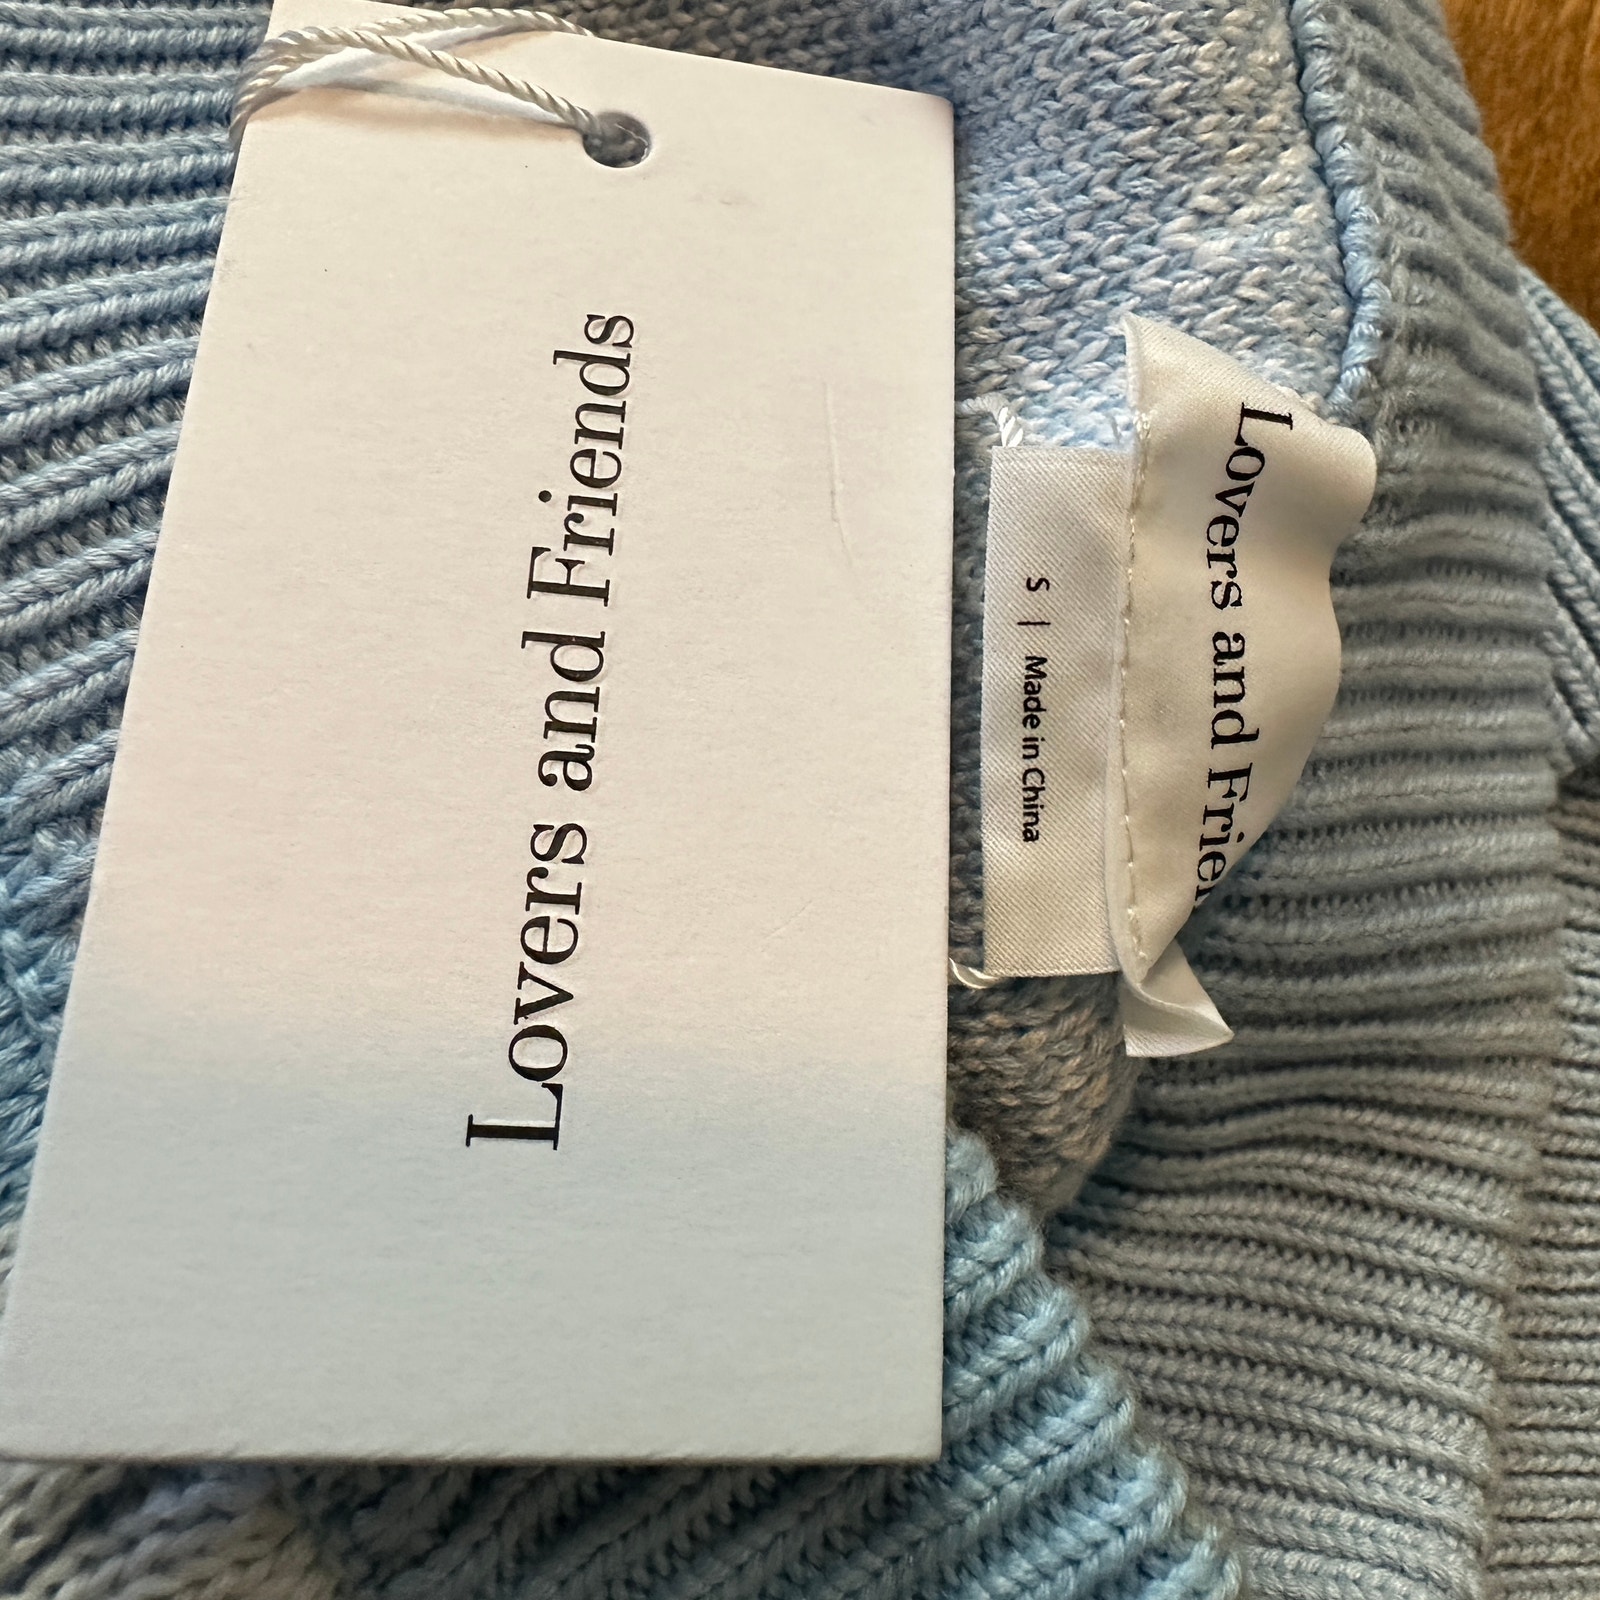 Lovers and Friends
Lovers and Frien
S | Made in China